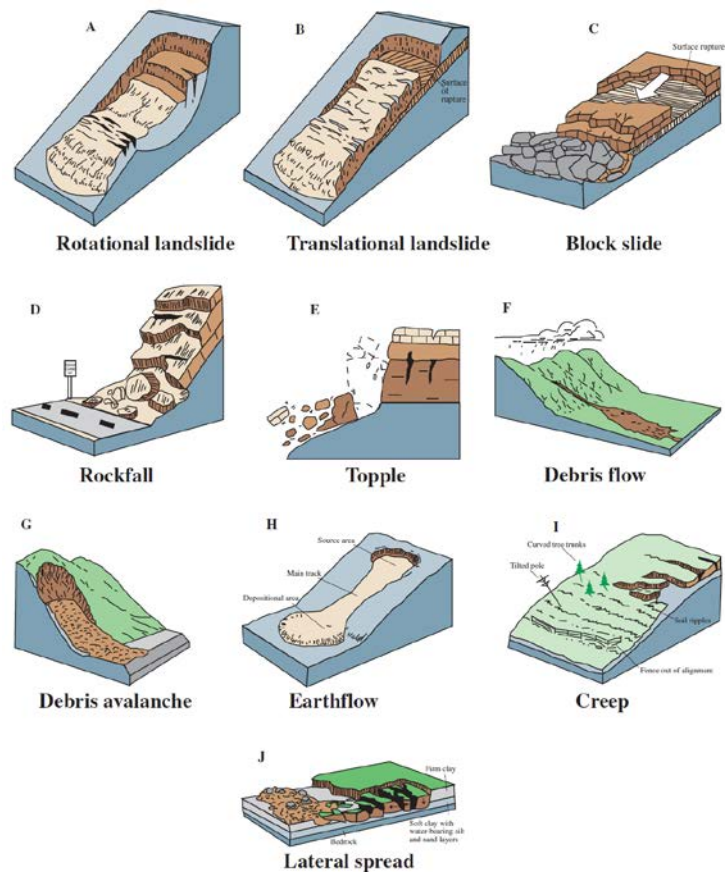 A
B
C
Surface rupture
Surface
of
rupture
Rotational landslide
Translational landslide
Block slide
D
E
F
Rockfall
Topple
Debris flow
G
H
I
Source area
Main track
Depositional area
Curved tree trunks
Tilted pole
Soil ripples
Fence out of alignment
Debris avalanche
Earthflow
Creep
J
Firm clay
Soft clay with
water-bearing silt
and sand layers
Bedrock
Lateral spread